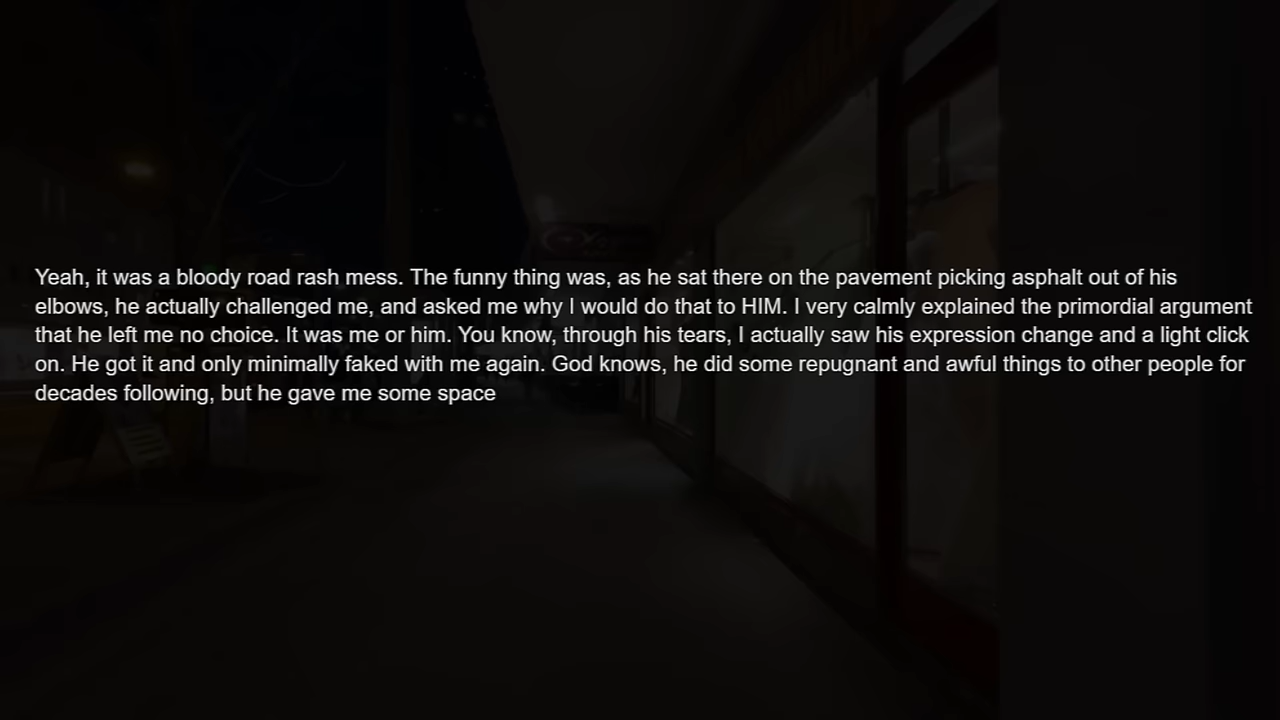 Yeah, it was a bloody road rash mess. The funny thing was, as he sat there on the pavement picking asphalt out of his
elbows, he actually challenged me, and asked me why I would do that to HIM. I very calmly explained the primordial argument
that he left me no choice. It was me or him. You know, through his tears, I actually saw his expression change and a light click
on. He got it and only minimally faked with me again. God knows, he did some repugnant and awful things to other people for
decades following, but he gave me some space